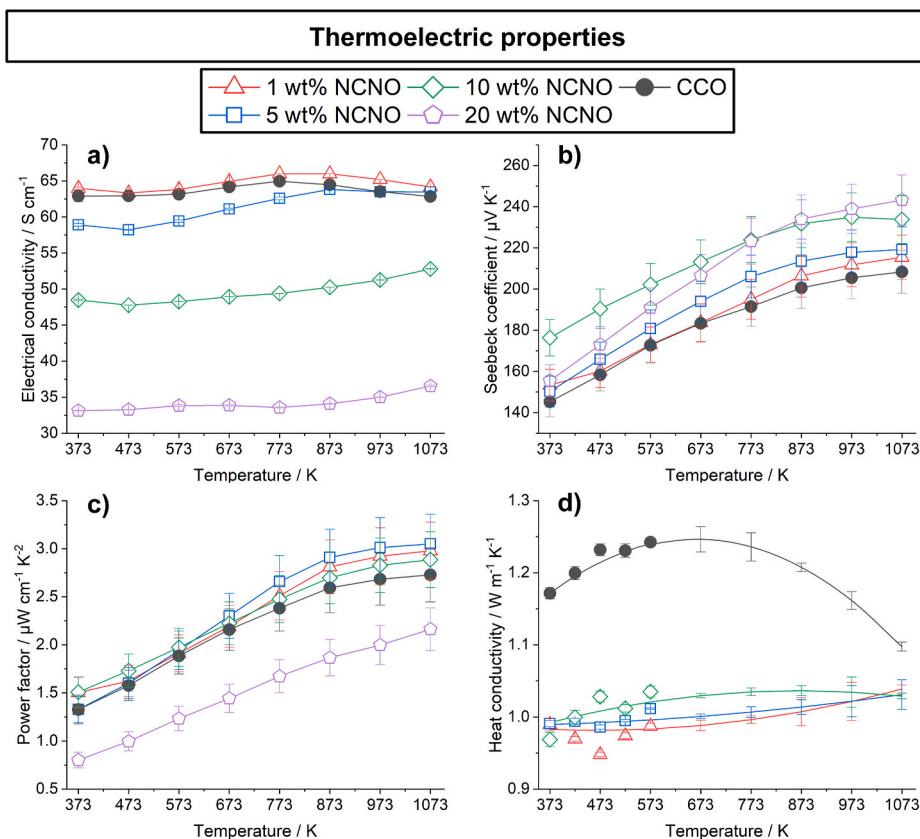 Thermoelectric properties
1 wt% NCNO 10 wt% NCNO CCO
5 wt% NCNO 20 wt% NCNO
a)
Electrical conductivity / S cm⁻¹
70
65
60
55
50
45
40
35
30
373 473 573 673 773 873 973 1073
Temperature / K
b)
Seebeck coefficient / µV K⁻¹
260
240
220
200
180
160
140
373 473 573 673 773 873 973 1073
Temperature / K
c)
Power factor / µW cm⁻¹ K⁻²
3.5
3.0
2.5
2.0
1.5
1.0
0.5
373 473 573 673 773 873 973 1073
Temperature / K
d)
Heat conductivity / W m⁻¹ K⁻¹
1.3
1.2
1.1
1.0
0.9
373 473 573 673 773 873 973 1073
Temperature / K